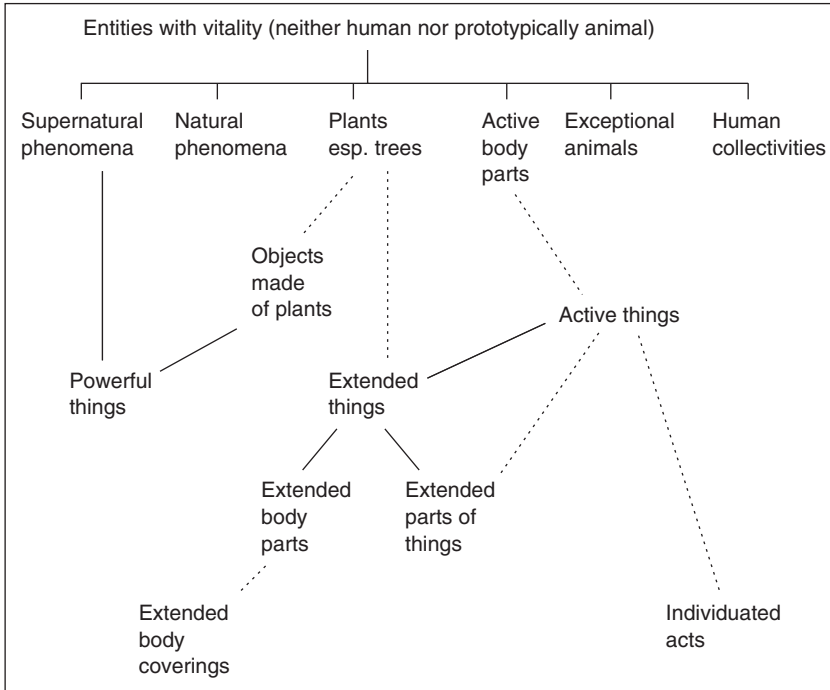 Entities with vitality (neither human nor prototypically animal)
Supernatural
phenomena
Natural
phenomena
Plants
esp. trees
Active
body
parts
Exceptional
animals
Human
collectivities
Objects
made
of plants
Active things
Powerful
things
Extended
things
Extended
body
parts
Extended
parts of
things
Extended
body
coverings
Individuated
acts